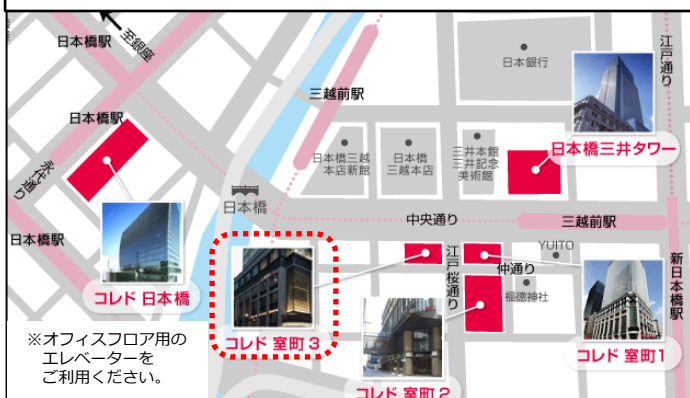 日本橋駅
至銀座
日本銀行
江戸通り
三越前駅
日本橋駅
日本橋三越
本店新館
日本橋
三越本店
三井本館
三井記念
美術館
日本橋三井タワー
永代通り
日本橋
中央通り
三越前駅
日本橋駅
江戸桜通り
YUITO
仲通り
福徳神社
新日本橋駅
コレド 日本橋
コレド 室町3
コレド 室町1
コレド 室町2
※オフィスフロア用の
エレベーターを
ご利用ください。